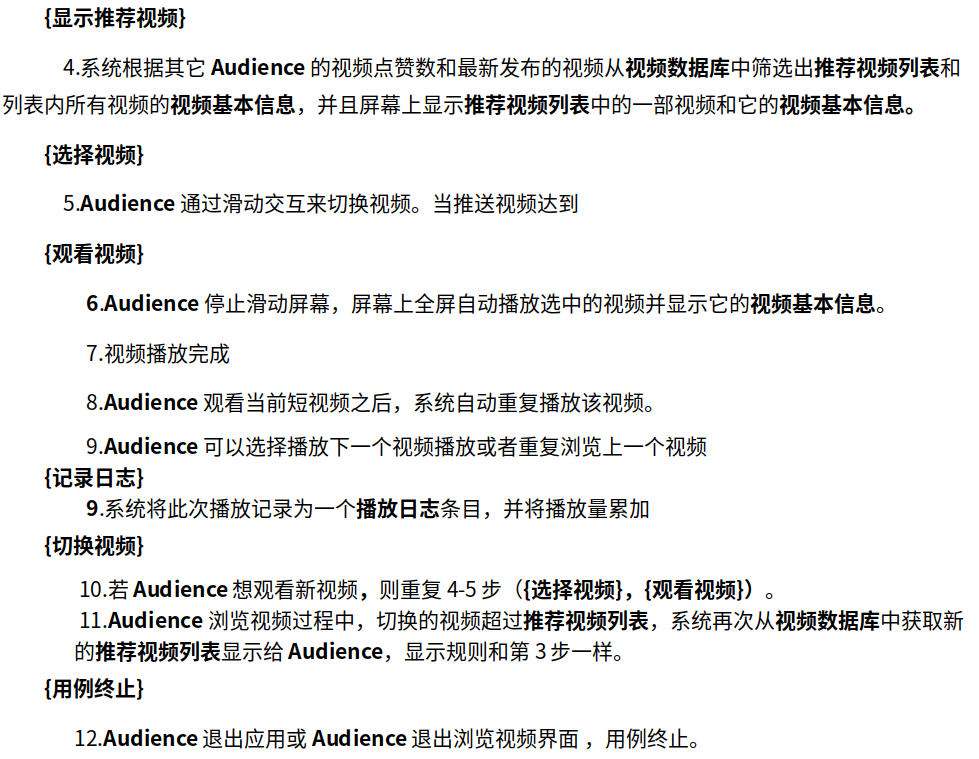 {显示推荐视频}
4.系统根据其它 Audience 的视频点赞数和最新发布的视频从视频数据库中筛选出推荐视频列表和
列表内所有视频的视频基本信息，并且屏幕上显示推荐视频列表中的一部分视频和它的视频基本信息。
{选择视频}
5.Audience 通过滑动交互来切换视频。当推送视频达到
{观看视频}
6.Audience 停止滑动屏幕，屏幕上全屏自动播放选中的视频并显示它的视频基本信息。
7.视频播放完成
8.Audience 观看当前短视频之后，系统自动重复播放该视频。
9.Audience 可以选择播放下一个视频播放或者重复浏览上一个视频
{记录日志}
9.系统将此次播放记录为一个播放日志条目，并将播放量累加
{切换视频}
10.若 Audience 想观看新视频，则重复 4-5 步（{选择视频}，{观看视频}）。
11.Audience 浏览视频过程中，切换的视频超过推荐视频列表，系统再次从视频数据库中获取新
的推荐视频列表显示给 Audience，显示规则和第 3 步一样。
{用例终止}
12.Audience 退出应用或 Audience 退出浏览视频界面 ，用例终止。